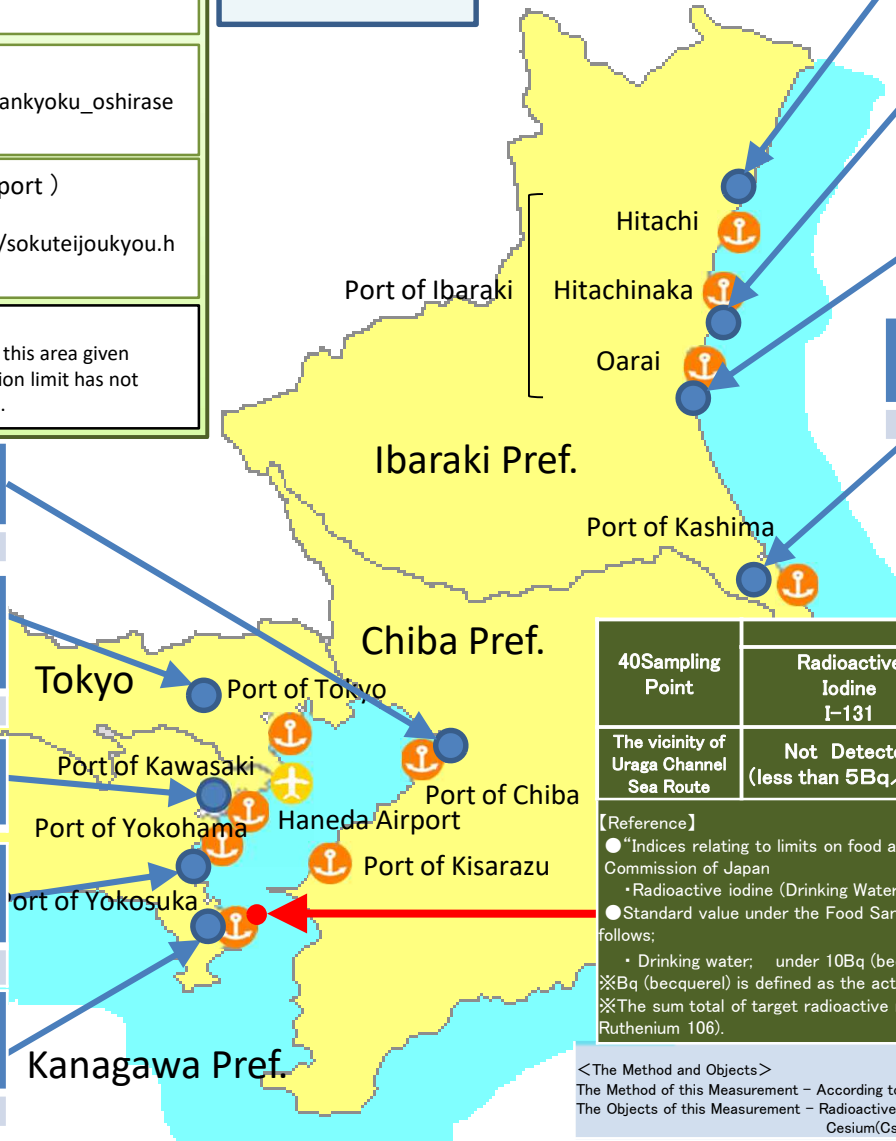 ankyoku_oshirase
port ）
/sokuteijoukyou.h
this area given
ion limit has not
.
Hitachi
Port of Ibaraki
Hitachinaka
Oarai
Ibaraki Pref.
Port of Kashima
Chiba Pref.
Tokyo
Port of Tokyo
Port of Kawasaki
Port of Chiba
Port of Yokohama
Haneda Airport
Port of Kisarazu
ort of Yokosuka
Kanagawa Pref.
40Sampling
Point
Radioactive
Iodine
I-131
The vicinity of
Uraga Channel
Sea Route
Not Detecte
(less than 5Bq／
【Reference】
●“Indices relating to limits on food a
Commission of Japan
・Radioactive iodine (Drinking Water
●Standard value under the Food San
follows;
・Drinking water; under 10Bq (bec
※Bq (becquerel) is defined as the act
※The sum total of target radioactive
Ruthenium 106).
＜The Method and Objects＞
The Method of this Measurement - According to
The Objects of this Measurement - Radioactive
Cesium(Cs